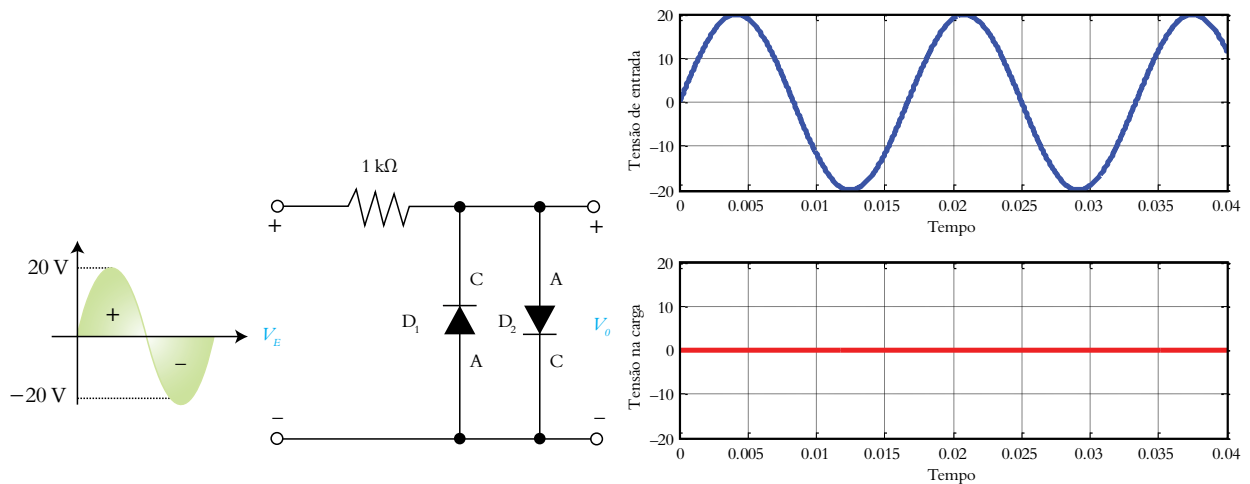 1 kΩ
+
+
20 V
+
−
−20 V
V_E
C
A
D₁
D₂
A
C
V₀
−
−
20
10
0
−10
−20
Tensão de entrada
0
0.005
0.01
0.015
0.02
0.025
0.03
0.035
0.04
Tempo
20
10
0
−10
−20
Tensão na carga
0
0.005
0.01
0.015
0.02
0.025
0.03
0.035
0.04
Tempo